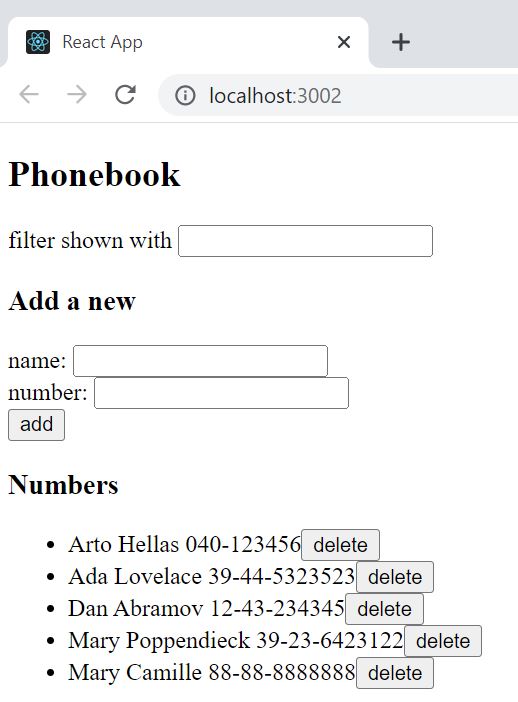 React App
localhost:3002
Phonebook
filter shown with
Add a new
name:
number:
add
Numbers
Arto Hellas 040-123456 delete
Ada Lovelace 39-44-5323523 delete
Dan Abramov 12-43-234345 delete
Mary Poppendieck 39-23-6423122 delete
Mary Camille 88-88-8888888 delete